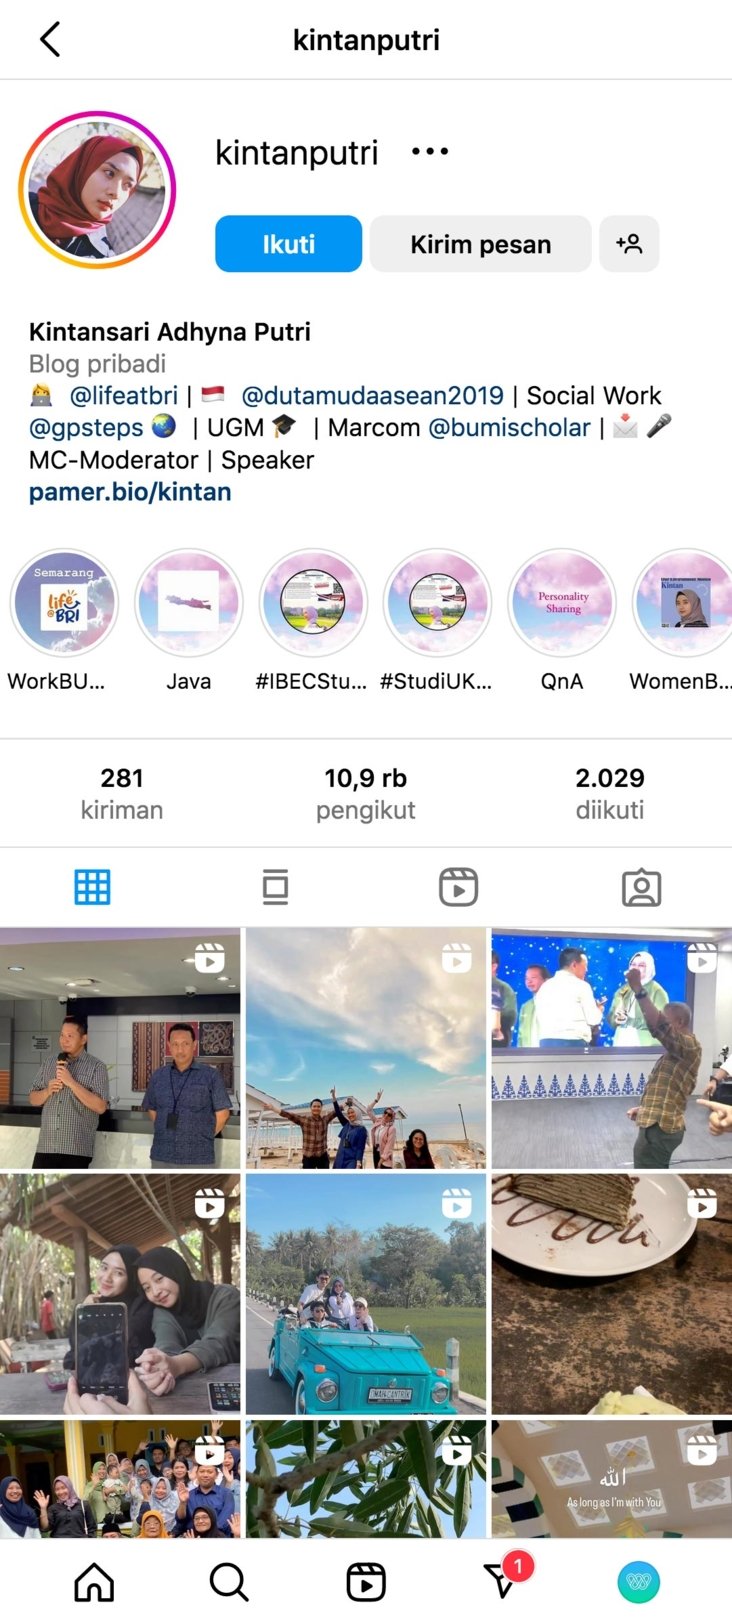 kintanputri
kintanputri
Ikuti
Kirim pesan
Kintansari Adhyna Putri
Blog pribadi
@lifeatbri | @dutamudaasean2019 | Social Work
@gpsteps | UGM | Marcom @bumischolar |
MC-Moderator | Speaker
pamer.bio/kintan
Semarang
life@BRI
Personality
Sharing
Kintan
WorkBU...
Java
#IBECStu...
#StudiUK...
QnA
WomenB...
281
10,9 rb
2.029
kiriman
pengikut
diikuti
الله
As long as I'm with You
1